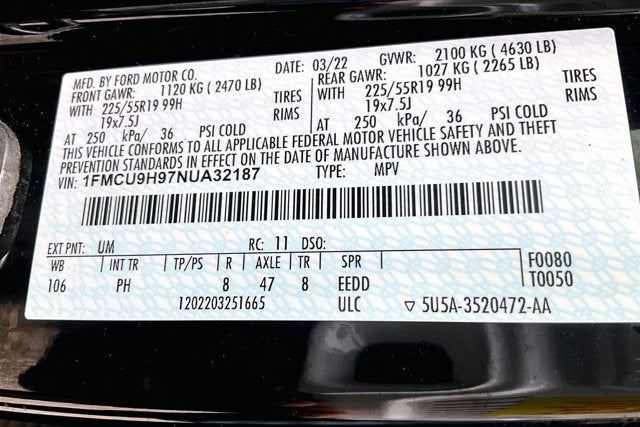 MFD. BY FORD MOTOR CO. DATE: 03/22 GVWR: 2100 KG ( 4630 LB)
FRONT GAWR: 1120 KG ( 2470 LB) REAR GAWR: 1027 KG ( 2265 LB)
WITH 225/55R19 99H TIRES WITH 225/55R19 99H TIRES
19x7.5J RIMS 19x7.5J RIMS
AT 250 kPa/ 36 PSI COLD AT 250 kPa/ 36 PSI COLD
THIS VEHICLE CONFORMS TO ALL APPLICABLE FEDERAL MOTOR VEHICLE SAFETY AND THEFT
PREVENTION STANDARDS IN EFFECT ON THE DATE OF MANUFACTURE SHOWN ABOVE.
VIN: 1FMCU9H97NUA32187 TYPE: MPV
EXT PNT: UM RC: 11 DSO:
WB INT TR TP/PS R AXLE TR SPR F0080
106 PH 8 47 8 EEDD T0050
1202203251665 ULC ▽ 5U5A-3520472-AA